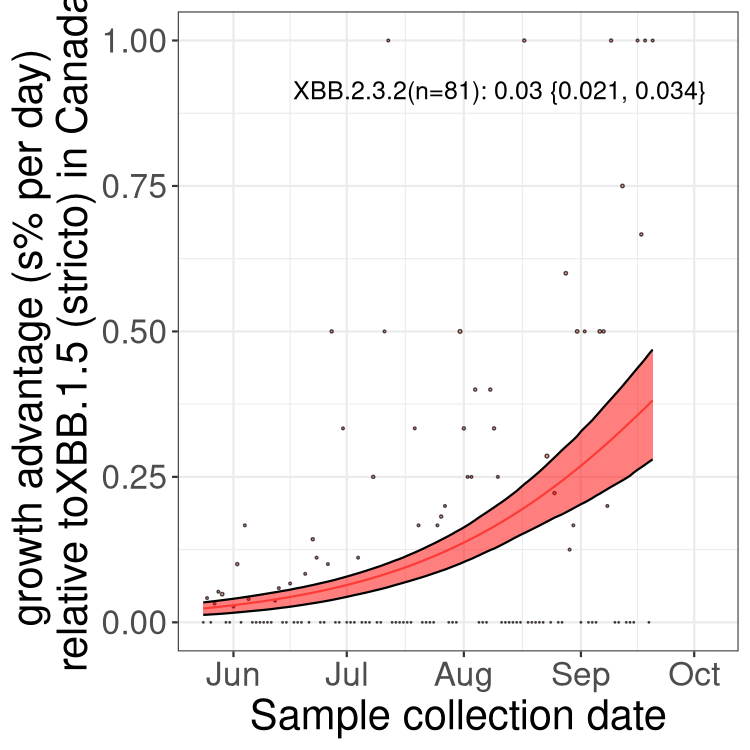 growth advantage (s% per day)
relative toXBB.1.5 (stricto) in Canada
1.00
0.75
0.50
0.25
0.00
XBB.2.3.2(n=81): 0.03 {0.021, 0.034}
Jun Jul Aug Sep Oct
Sample collection date